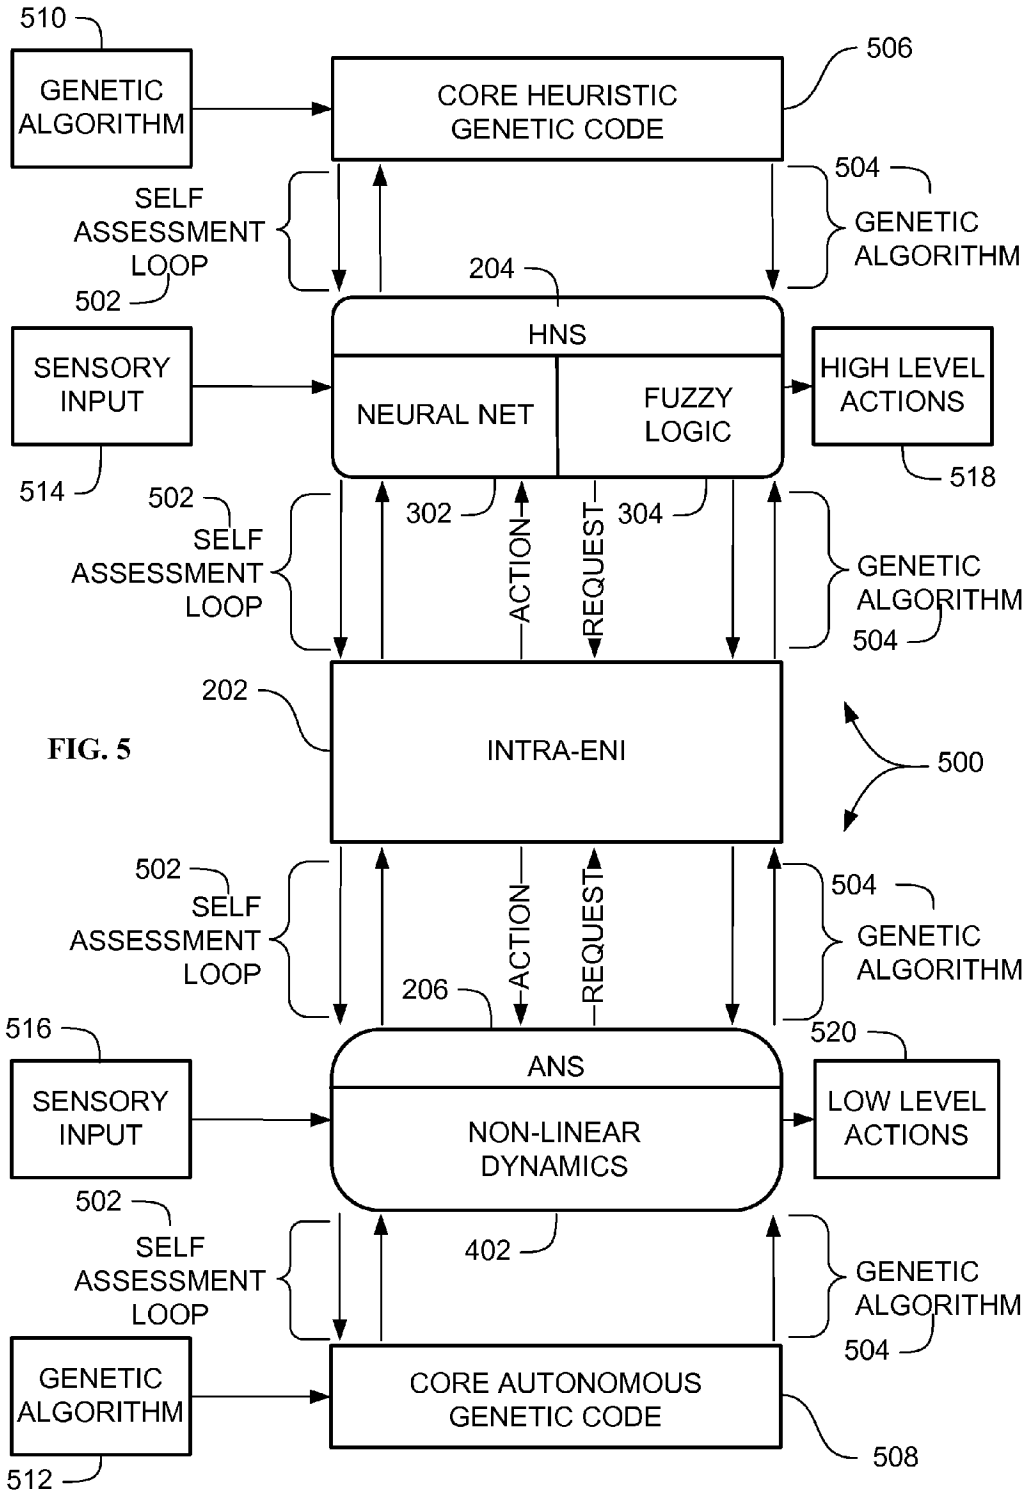 510
GENETIC
ALGORITHM
CORE HEURISTIC
GENETIC CODE
506
SELF
ASSESSMENT
LOOP
502
504
GENETIC
ALGORITHM
204
HNS
NEURAL NET
FUZZY
LOGIC
SENSORY
INPUT
514
HIGH LEVEL
ACTIONS
518
302
304
502
SELF
ASSESSMENT
LOOP
ACTION
REQUEST
GENETIC
ALGORITHM
504
202
INTRA-ENI
FIG. 5
500
502
SELF
ASSESSMENT
LOOP
ACTION
REQUEST
504
GENETIC
ALGORITHM
206
ANS
NON-LINEAR
DYNAMICS
516
SENSORY
INPUT
520
LOW LEVEL
ACTIONS
402
502
SELF
ASSESSMENT
LOOP
GENETIC
ALGORITHM
504
GENETIC
ALGORITHM
512
CORE AUTONOMOUS
GENETIC CODE
508